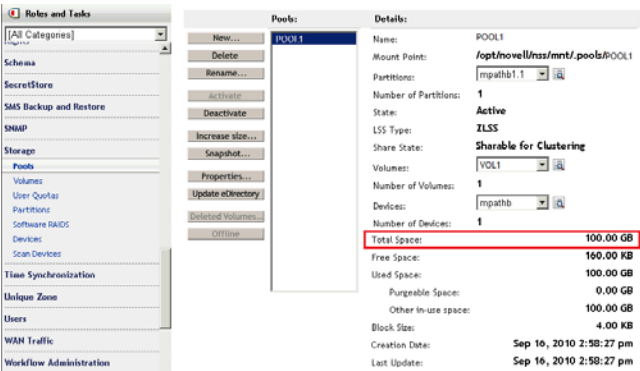 Roles and Tasks
[All Categories]
Rights
Schema
SecretStore
SMS Backup and Restore
SNMP
Storage
Pools
Volumes
User Quotas
Partitions
Software RAIDS
Devices
Scan Devices
Time Synchronization
Unique Zone
Users
WAN Traffic
Workflow Administration
Pools:
New...
Delete
Rename...
Activate
Deactivate
Increase size...
Snapshot...
Properties...
Update eDirectory
Deleted Volumes...
Offline
POOL1
Details:
Name: POOL1
Mount Point: /opt/novell/nss/mnt/.pools/POOL1
Partitions: mpathb1.1
Number of Partitions: 1
State: Active
LSS Type: ZLSS
Share State: Sharable for Clustering
Volumes: VOL1
Number of Volumes: 1
Devices: mpathb
Number of Devices: 1
Total Space: 100.00 GB
Free Space: 160.00 KB
Used Space: 100.00 GB
Purgeable Space: 0.00 GB
Other in-use space: 100.00 GB
Block Size: 4.00 KB
Creation Date: Sep 16, 2010 2:58:27 pm
Last Update: Sep 16, 2010 2:58:27 pm